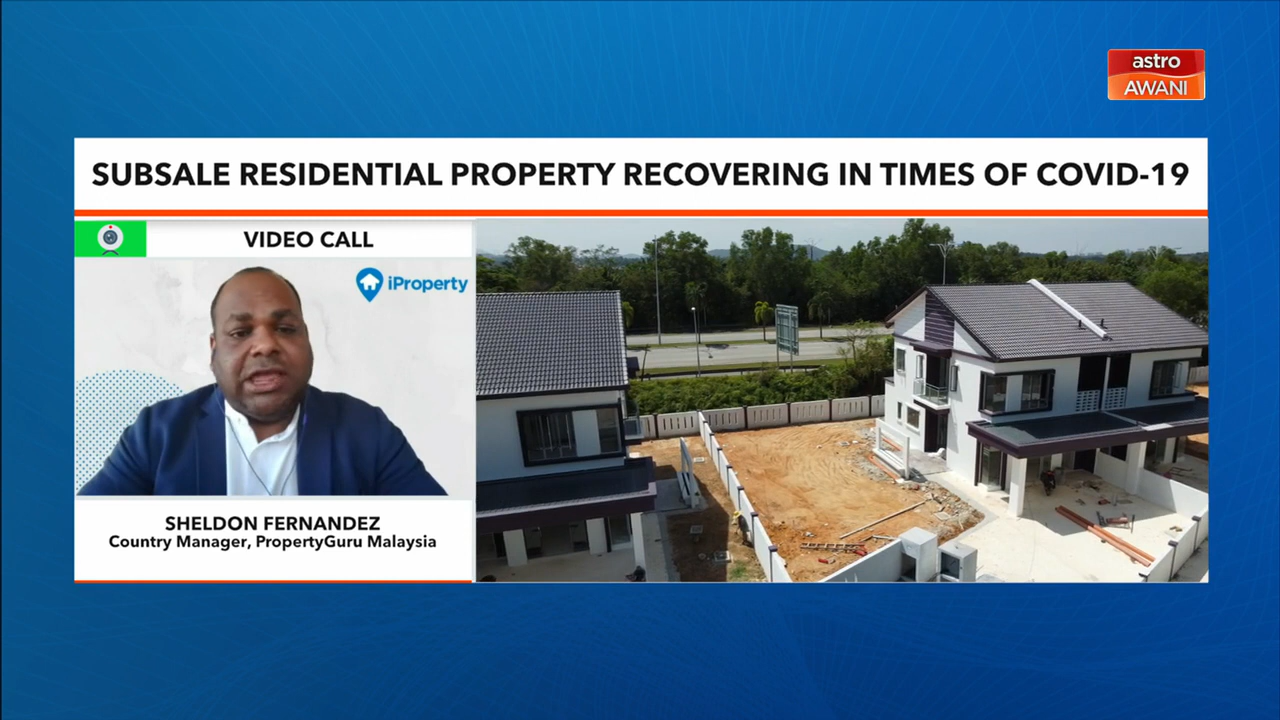 astro
AWANI
SUBSALE RESIDENTIAL PROPERTY RECOVERING IN TIMES OF COVID-19
VIDEO CALL
iProperty
SHELDON FERNANDEZ
Country Manager, PropertyGuru Malaysia